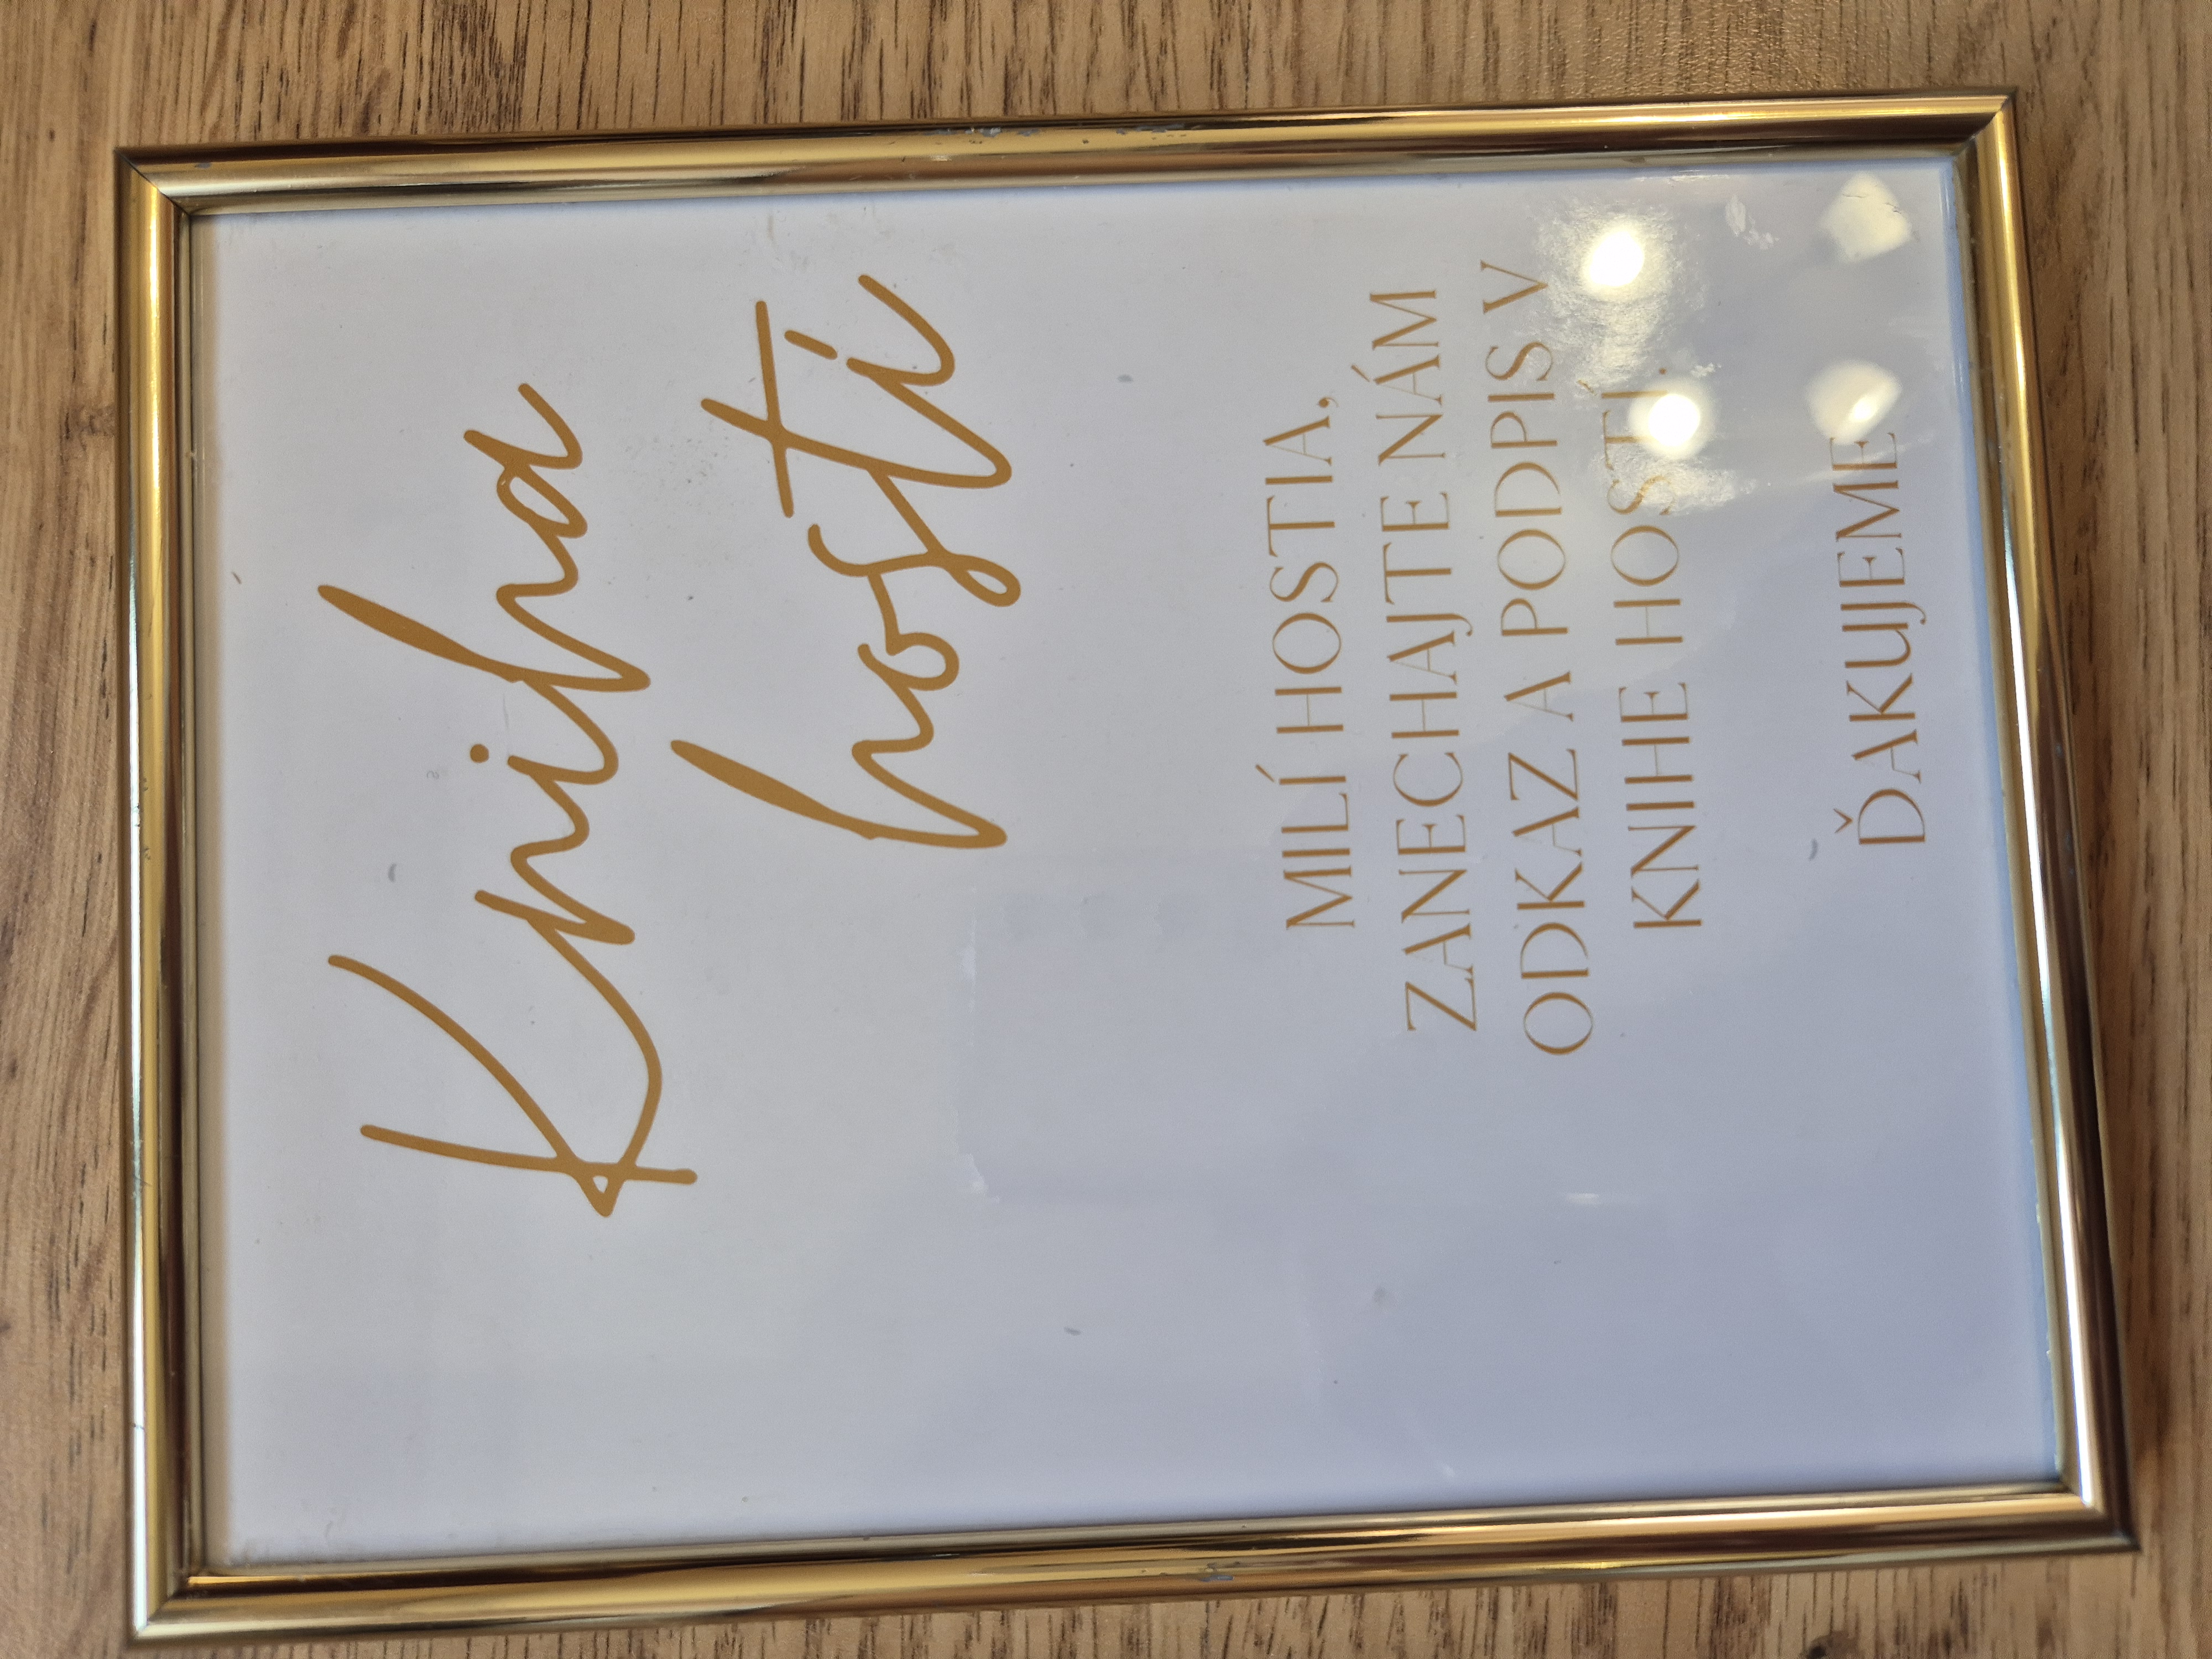 Kniha
hostí
MILÍ HOSTIA,
ZANECHAJTE NÁM
ODKAZ A PODPIS V
KNIHE HOSTÍ.
ĎAKUJEME